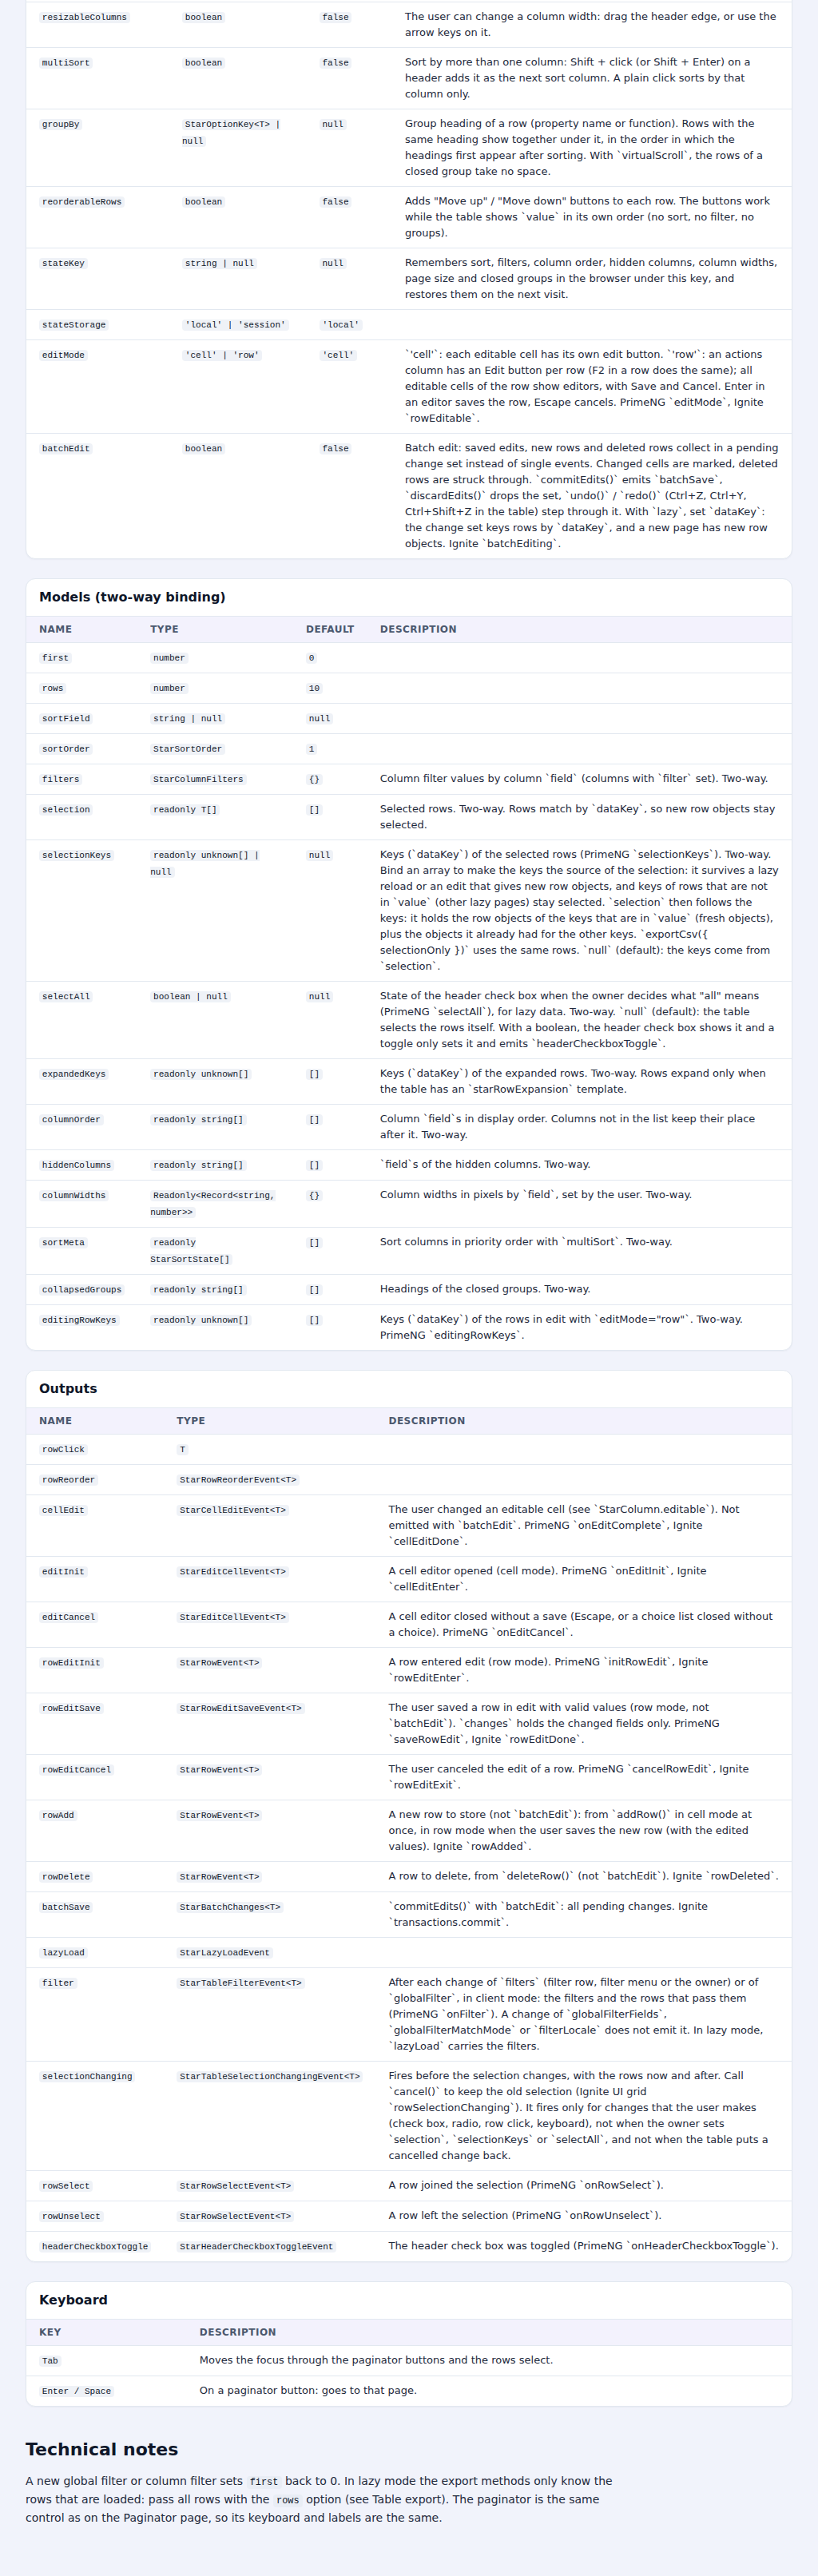 resizableColumns boolean false The user can change a column width: drag the header edge, or use the
arrow keys on it.
multiSort boolean false Sort by more than one column: Shift + click (or Shift + Enter) on a
header adds it as the next sort column. A plain click sorts by that
column only.
groupBy StarOptionKey<T> | null Group heading of a row (property name or function). Rows with the
null same heading show together under it, in the order in which the
headings first appear after sorting. With `virtualScroll`, the rows of a
closed group take no space.
reorderableRows boolean false Adds "Move up" / "Move down" buttons to each row. The buttons work
while the table shows `value` in its own order (no sort, no filter, no
groups).
stateKey string | null null Remembers sort, filters, column order, hidden columns, column widths,
page size and closed groups in the browser under this key, and
restores them on the next visit.
stateStorage 'local' | 'session' 'local'
editMode 'cell' | 'row' 'cell' `'cell'`: each editable cell has its own edit button. `'row'`: an actions
column has an Edit button per row (F2 in a row does the same); all
editable cells of the row show editors, with Save and Cancel. Enter in
an editor saves the row, Escape cancels. PrimeNG `editMode`, Ignite
`rowEditable`.
batchEdit boolean false Batch edit: saved edits, new rows and deleted rows collect in a pending
change set instead of single events. Changed cells are marked, deleted
rows are struck through. `commitEdits()` emits `batchSave`,
`discardEdits()` drops the set, `undo()` / `redo()` (Ctrl+Z, Ctrl+Y,
Ctrl+Shift+Z in the table) step through it. With `lazy`, set `dataKey`:
the change set keys rows by `dataKey`, and a new page has new row
objects. Ignite `batchEditing`.
Models (two-way binding)
NAME TYPE DEFAULT DESCRIPTION
first number 0
rows number 10
sortField string | null null
sortOrder StarSortOrder 1
filters StarColumnFilters {} Column filter values by column `field` (columns with `filter` set). Two-way.
selection readonly T[] [] Selected rows. Two-way. Rows match by `dataKey`, so new row objects stay
selected.
selectionKeys readonly unknown[] | null Keys (`dataKey`) of the selected rows (PrimeNG `selectionKeys`). Two-way.
null Bind an array to make the keys the source of the selection: it survives a lazy
reload or an edit that gives new row objects, and keys of rows that are not
in `value` (other lazy pages) stay selected. `selection` then follows the
keys: it holds the row objects of the keys that are in `value` (fresh objects),
plus the objects it already had for the other keys. `exportCsv({
selectionOnly })` uses the same rows. `null` (default): the keys come from
`selection`.
selectAll boolean | null null State of the header check box when the owner decides what "all" means
(PrimeNG `selectAll`), for lazy data. Two-way. `null` (default): the table
selects the rows itself. With a boolean, the header check box shows it and a
toggle only sets it and emits `headerCheckboxToggle`.
expandedKeys readonly unknown[] [] Keys (`dataKey`) of the expanded rows. Two-way. Rows expand only when
the table has an `starRowExpansion` template.
columnOrder readonly string[] [] Column `field`s in display order. Columns not in the list keep their place
after it. Two-way.
hiddenColumns readonly string[] [] `field`s of the hidden columns. Two-way.
columnWidths Readonly<Record<string, {} Column widths in pixels by `field`, set by the user. Two-way.
number>>
sortMeta readonly [] Sort columns in priority order with `multiSort`. Two-way.
StarSortState[]
collapsedGroups readonly string[] [] Headings of the closed groups. Two-way.
editingRowKeys readonly unknown[] [] Keys (`dataKey`) of the rows in edit with `editMode="row"`. Two-way.
PrimeNG `editingRowKeys`.
Outputs
NAME TYPE DESCRIPTION
rowClick T
rowReorder StarRowReorderEvent<T>
cellEdit StarCellEditEvent<T> The user changed an editable cell (see `StarColumn.editable`). Not
emitted with `batchEdit`. PrimeNG `onEditComplete`, Ignite
`cellEditDone`.
editInit StarEditCellEvent<T> A cell editor opened (cell mode). PrimeNG `onEditInit`, Ignite
`cellEditEnter`.
editCancel StarEditCellEvent<T> A cell editor closed without a save (Escape, or a choice list closed without
a choice). PrimeNG `onEditCancel`.
rowEditInit StarRowEvent<T> A row entered edit (row mode). PrimeNG `initRowEdit`, Ignite
`rowEditEnter`.
rowEditSave StarRowEditSaveEvent<T> The user saved a row in edit with valid values (row mode, not
`batchEdit`). `changes` holds the changed fields only. PrimeNG
`saveRowEdit`, Ignite `rowEditDone`.
rowEditCancel StarRowEvent<T> The user canceled the edit of a row. PrimeNG `cancelRowEdit`, Ignite
`rowEditExit`.
rowAdd StarRowEvent<T> A new row to store (not `batchEdit`): from `addRow()` in cell mode at
once, in row mode when the user saves the new row (with the edited
values). Ignite `rowAdded`.
rowDelete StarRowEvent<T> A row to delete, from `deleteRow()` (not `batchEdit`). Ignite `rowDeleted`.
batchSave StarBatchChanges<T> `commitEdits()` with `batchEdit`: all pending changes. Ignite
`transactions.commit`.
lazyLoad StarLazyLoadEvent
filter StarTableFilterEvent<T> After each change of `filters` (filter row, filter menu or the owner) or of
`globalFilter`, in client mode: the filters and the rows that pass them
(PrimeNG `onFilter`). A change of `globalFilterFields`,
`globalFilterMatchMode` or `filterLocale` does not emit it. In lazy mode,
`lazyLoad` carries the filters.
selectionChanging StarTableSelectionChangingEvent<T> Fires before the selection changes, with the rows now and after. Call
`cancel()` to keep the old selection (Ignite UI grid
`rowSelectionChanging`). It fires only for changes that the user makes
(check box, radio, row click, keyboard), not when the owner sets
`selection`, `selectionKeys` or `selectAll`, and not when the table puts a
cancelled change back.
rowSelect StarRowSelectEvent<T> A row joined the selection (PrimeNG `onRowSelect`).
rowUnselect StarRowSelectEvent<T> A row left the selection (PrimeNG `onRowUnselect`).
headerCheckboxToggle StarHeaderCheckboxToggleEvent The header check box was toggled (PrimeNG `onHeaderCheckboxToggle`).
Keyboard
KEY DESCRIPTION
Tab Moves the focus through the paginator buttons and the rows select.
Enter / Space On a paginator button: goes to that page.
Technical notes
A new global filter or column filter sets first back to 0. In lazy mode the export methods only know the
rows that are loaded: pass all rows with the rows option (see Table export). The paginator is the same
control as on the Paginator page, so its keyboard and labels are the same.